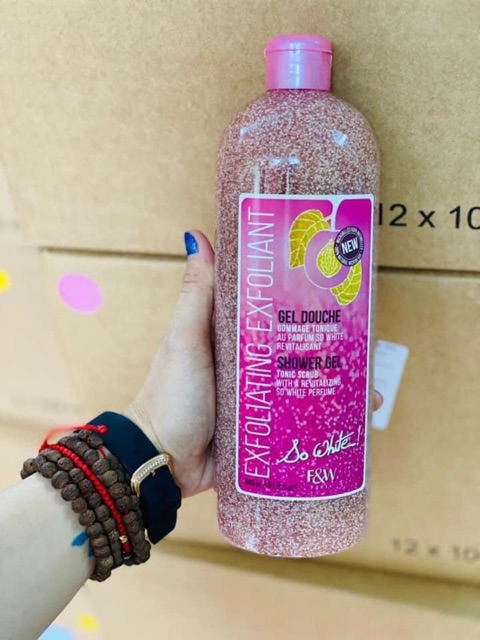 EXFOLIATING EXFOLIANT
NEW
GEL DOUCHE
GOMMAGE TONIQUE
AU PARFUM SO WHITE
REVITALISANT
SHOWER GEL
TONIC SCRUB
WITH A REVITALIZING
SO WHITE PERFUME
So White!
F&W
12 x 10
12 x 10